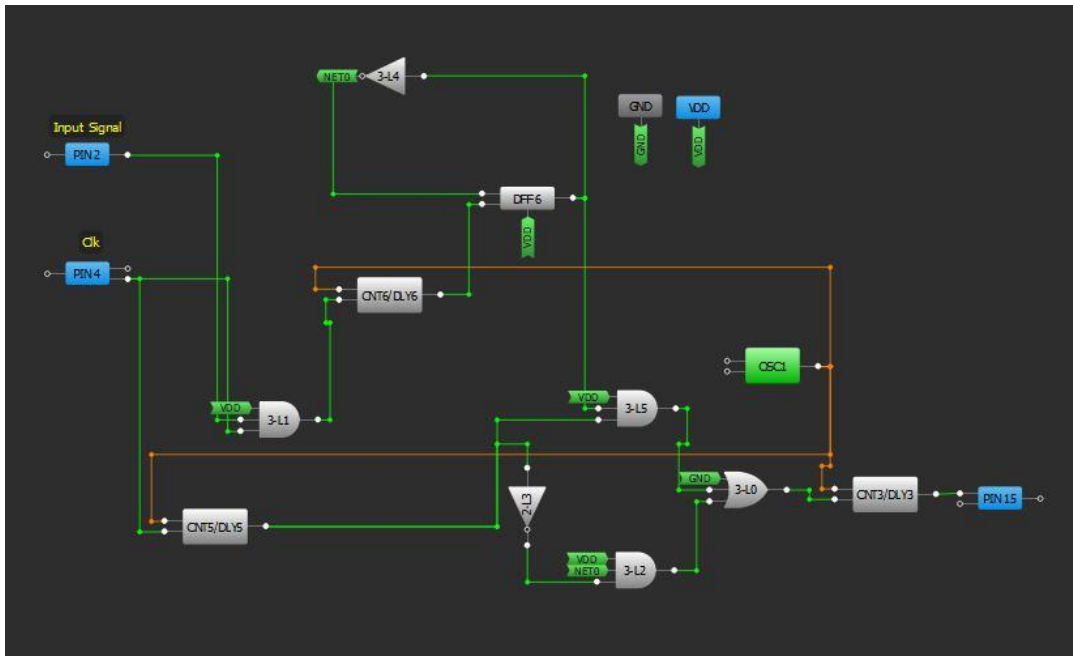 3-L4
NET0
GND
VDD
GND
VDD
Input Signal
PIN 2
DFF 6
VDD
Clk
PIN 4
CNT6/DLY6
OSC1
VDD
3-L1
VDD
3-L5
GND
3-L0
CNT3/DLY3
PIN 15
2-L3
CNT5/DLY5
VDD
NET0
3-L2